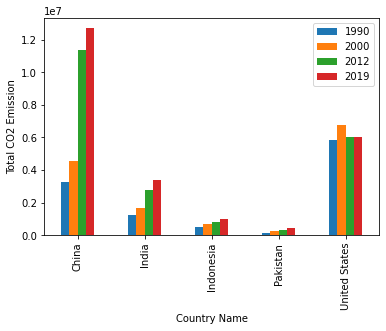 1e7
1990
2000
2012
2019
1.2
1.0
0.8
0.6
0.4
0.2
0.0
Total CO2 Emission
China
India
Indonesia
Pakistan
United States
Country Name